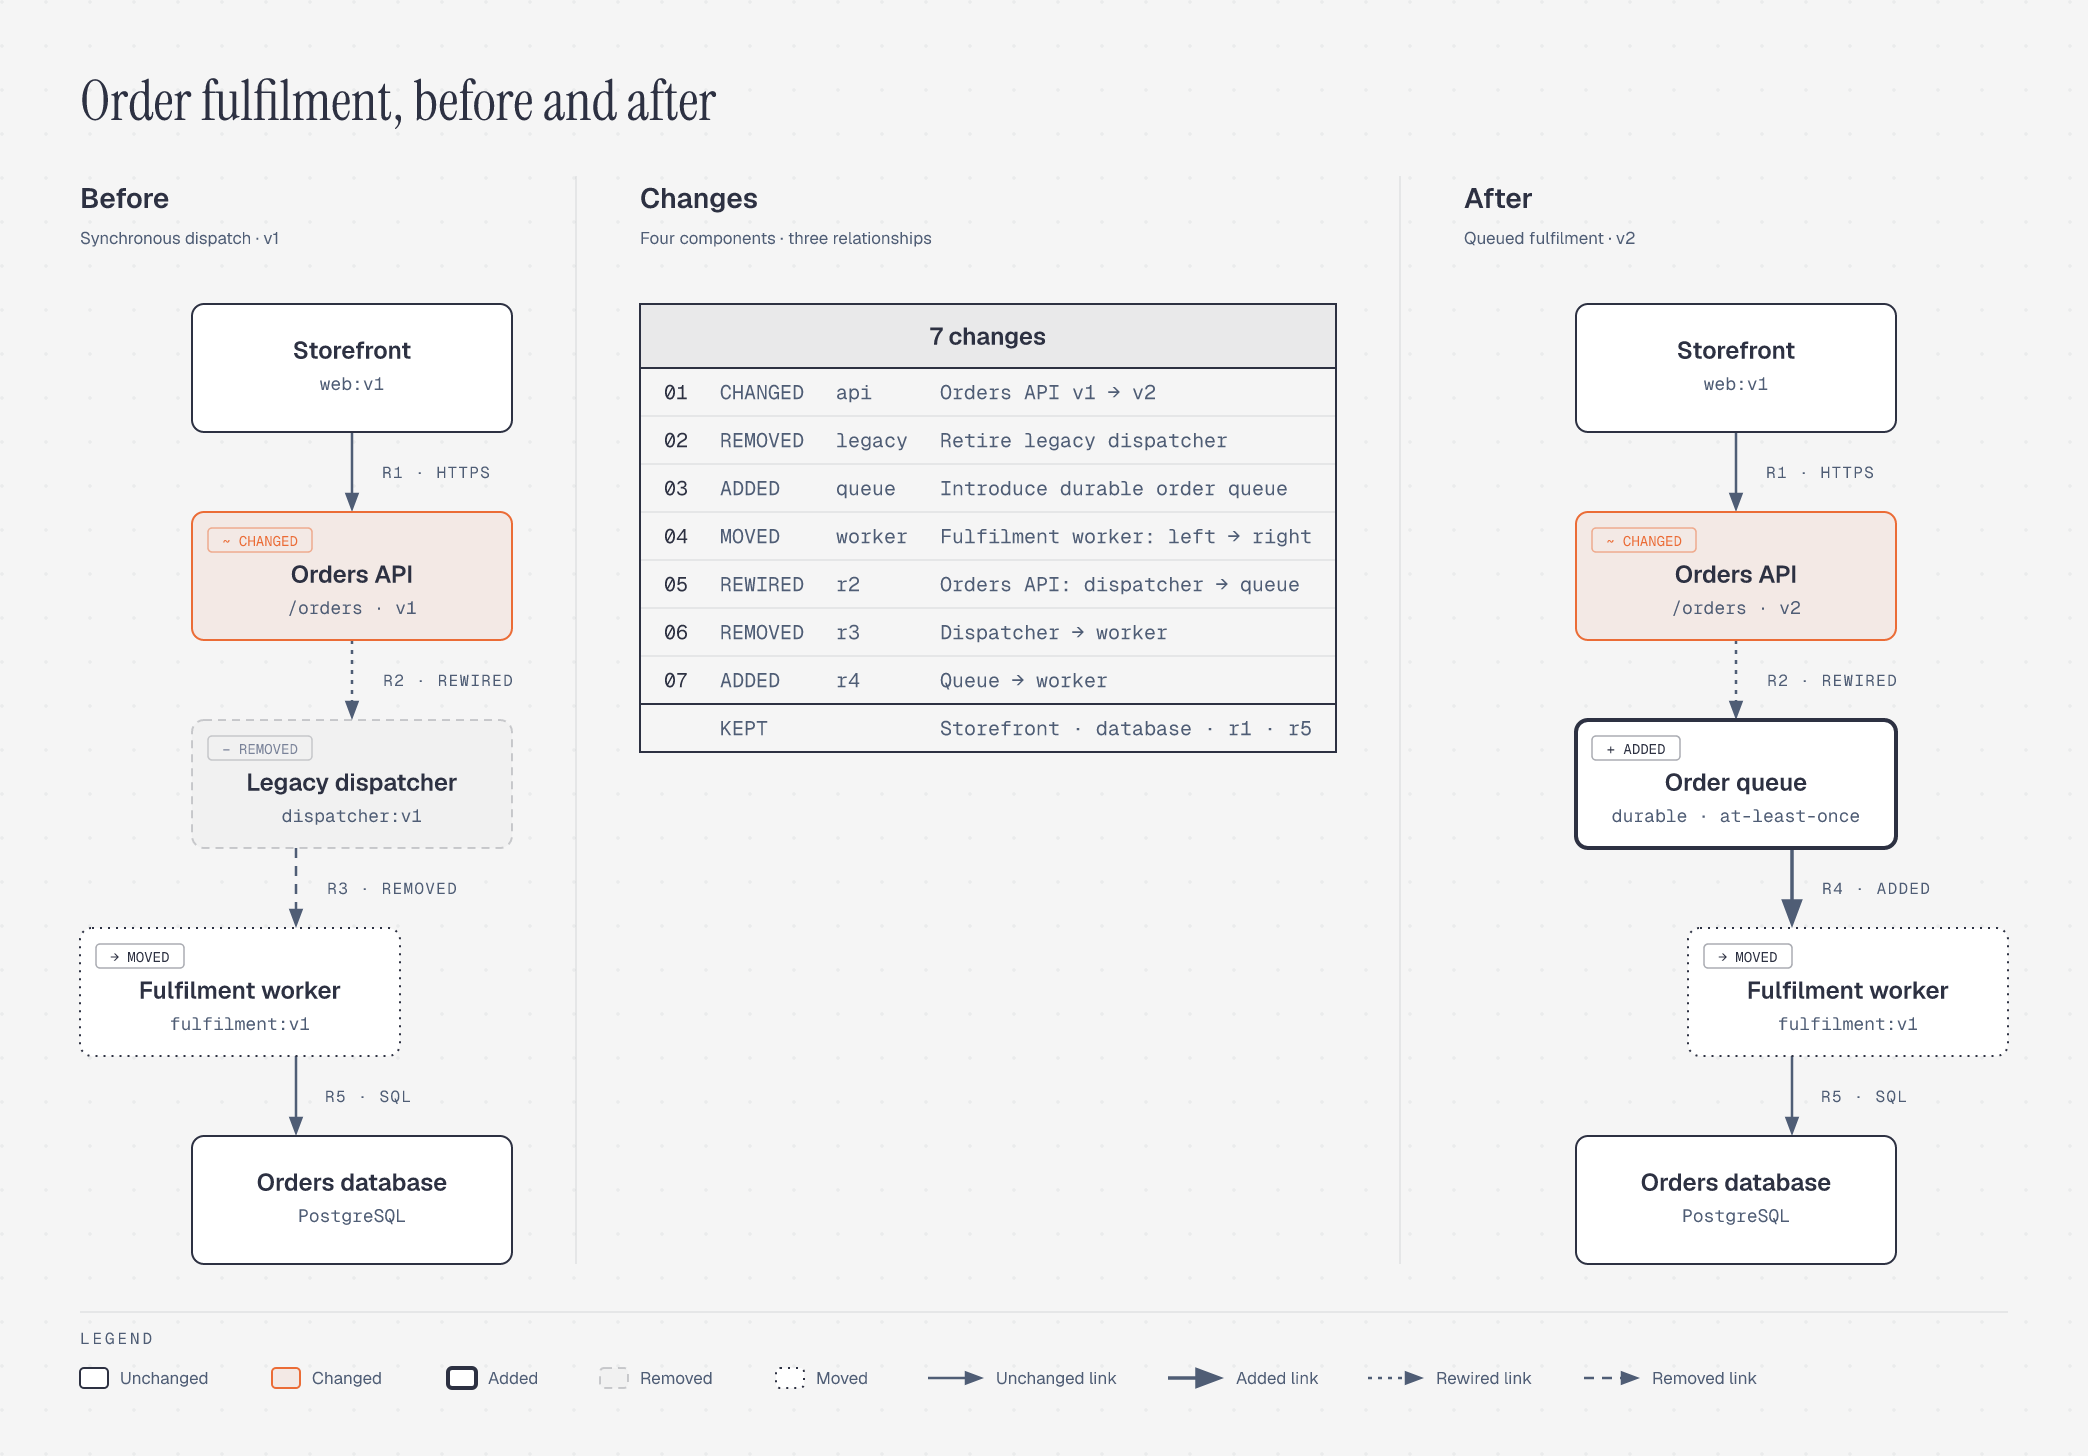 Order fulfilment, before and after
Before
Synchronous dispatch · v1
Storefront
web:v1
R1 · HTTPS
~ CHANGED
Orders API
/orders · v1
R2 · REWIRED
− REMOVED
Legacy dispatcher
dispatcher:v1
R3 · REMOVED
→ MOVED
Fulfilment worker
fulfilment:v1
R5 · SQL
Orders database
PostgreSQL
Changes
Four components · three relationships
7 changes
01 CHANGED api Orders API v1 → v2
02 REMOVED legacy Retire legacy dispatcher
03 ADDED queue Introduce durable order queue
04 MOVED worker Fulfilment worker: left → right
05 REWIRED r2 Orders API: dispatcher → queue
06 REMOVED r3 Dispatcher → worker
07 ADDED r4 Queue → worker
KEPT Storefront · database · r1 · r5
After
Queued fulfilment · v2
Storefront
web:v1
R1 · HTTPS
~ CHANGED
Orders API
/orders · v2
R2 · REWIRED
+ ADDED
Order queue
durable · at-least-once
R4 · ADDED
→ MOVED
Fulfilment worker
fulfilment:v1
R5 · SQL
Orders database
PostgreSQL
LEGEND
Unchanged Changed Added Removed Moved Unchanged link Added link Rewired link Removed link